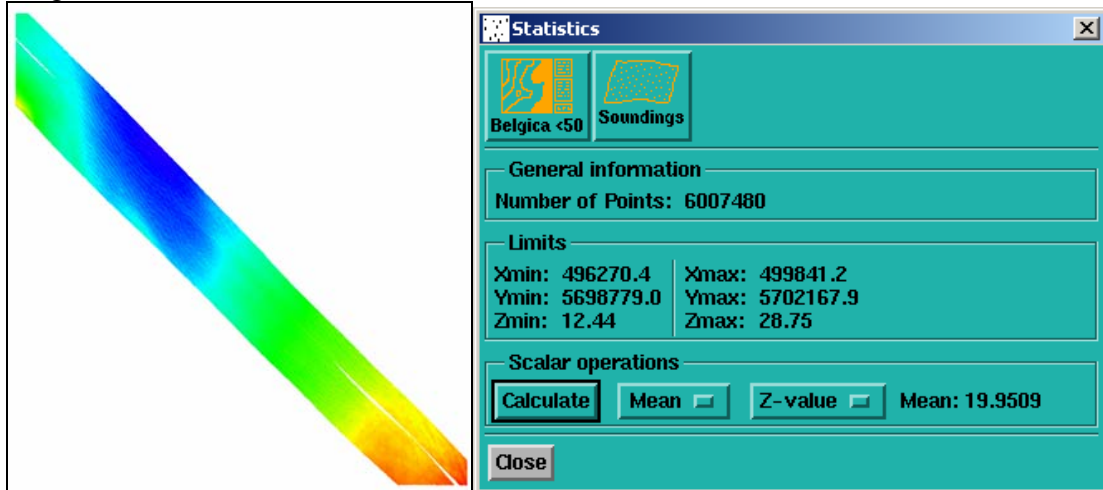 Statistics
Belgica <50
Soundings
General information
Number of Points: 6007480
Limits
Xmin: 496270.4 Xmax: 499841.2
Ymin: 5698779.0 Ymax: 5702167.9
Zmin: 12.44 Zmax: 28.75
Scalar operations
Calculate Mean Z-value Mean: 19.9509
Close